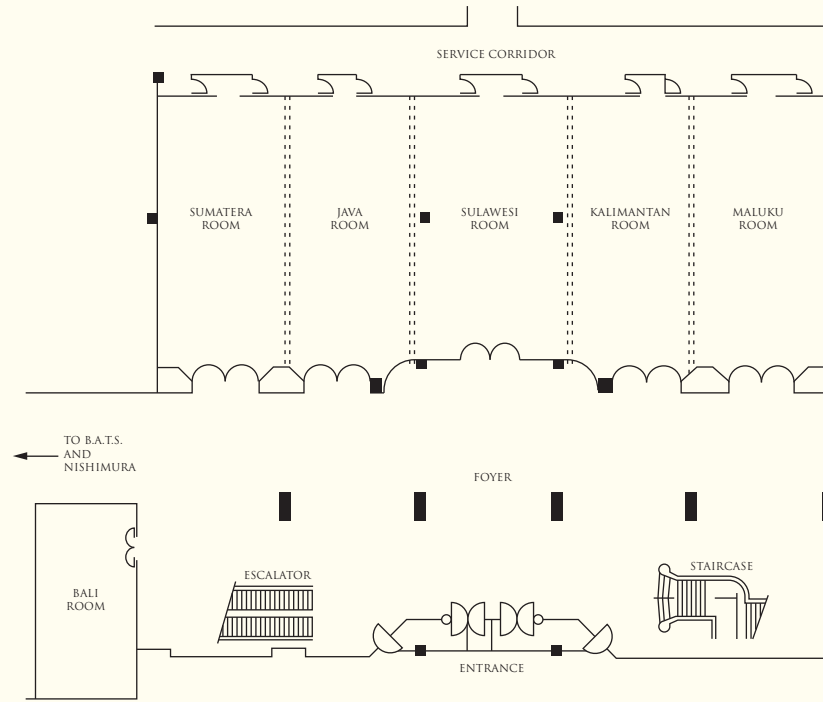 SERVICE CORRIDOR
SUMATERA
ROOM
JAVA
ROOM
SULAWESI
ROOM
KALIMANTAN
ROOM
MALUKU
ROOM
TO B.A.T.S.
AND
NISHIMURA
FOYER
BALI
ROOM
ESCALATOR
STAIRCASE
ENTRANCE